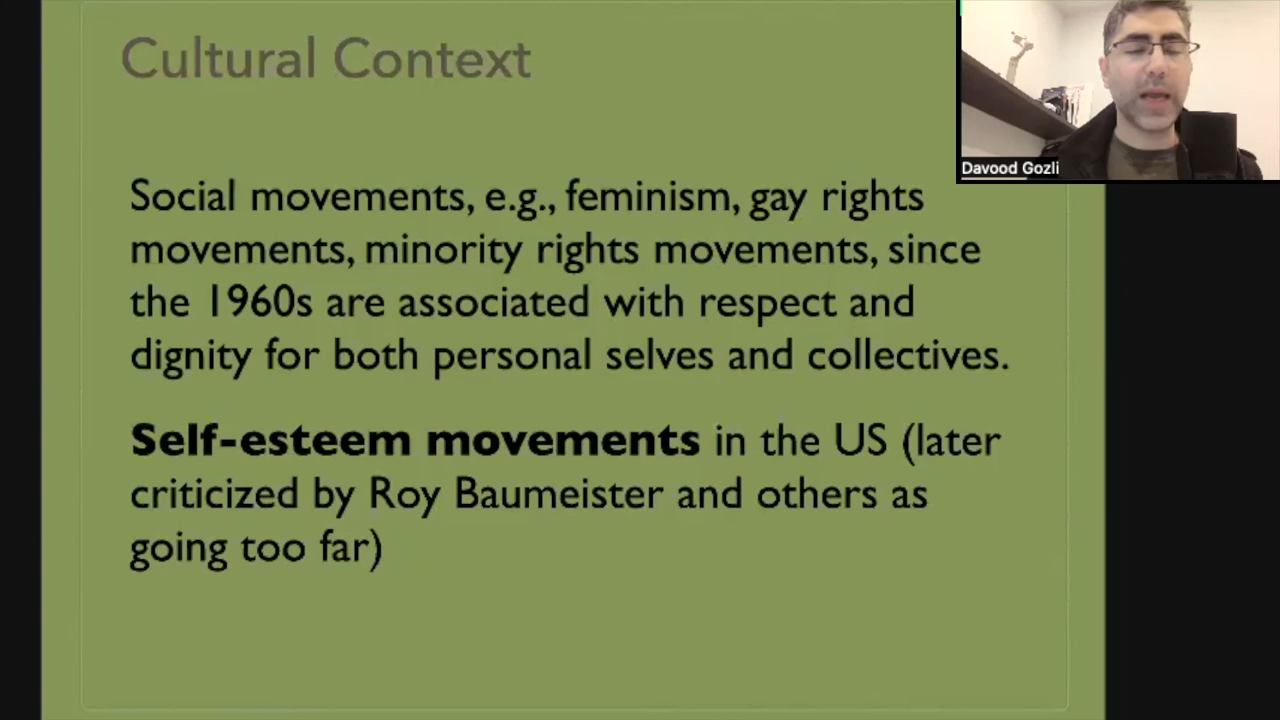 Cultural Context
Davood Gozli
Social movements, e.g., feminism, gay rights
movements, minority rights movements, since
the 1960s are associated with respect and
dignity for both personal selves and collectives.
Self-esteem movements in the US (later
criticized by Roy Baumeister and others as
going too far)